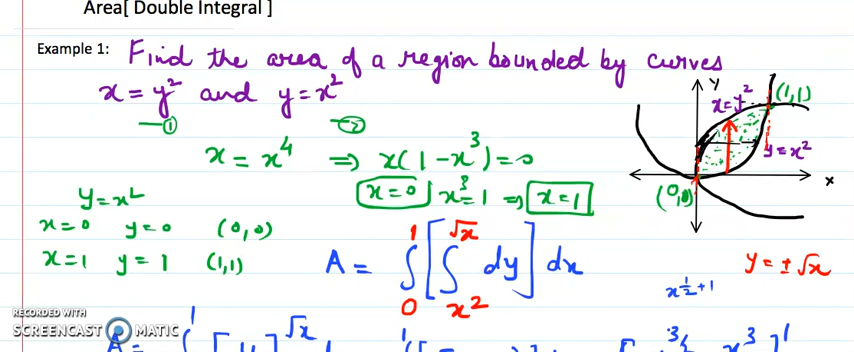 Area[ Double Integral ]
Example 1: Find the area of a region bounded by curves
x = y² and y = x²
① ②
x = x⁴ ⇒ x(1 − x³) = 0
x = 0 | x³ = 1 ⇒ x = 1
y = x²
x = 0 y = 0 (0, 0)
x = 1 y = 1 (1, 1)
A = ∫₀¹ [ ∫_{x²}^{√x} dy ] dx
y
x = y²
(1,1)
y = x²
x
(0,0)
y = ± √x
x^{1/2 + 1}
RECORDED WITH
SCREENCAST MATIC